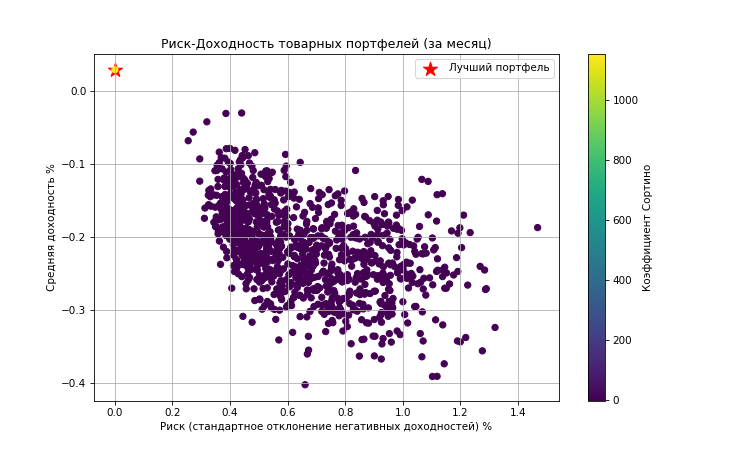 Риск-Доходность товарных портфелей (за месяц)
Лучший портфель
Средняя доходность %
0.0
−0.1
−0.2
−0.3
−0.4
0.0 0.2 0.4 0.6 0.8 1.0 1.2 1.4
Риск (стандартное отклонение негативных доходностей) %
1000
800
600
400
200
0
Коэффициент Сортино